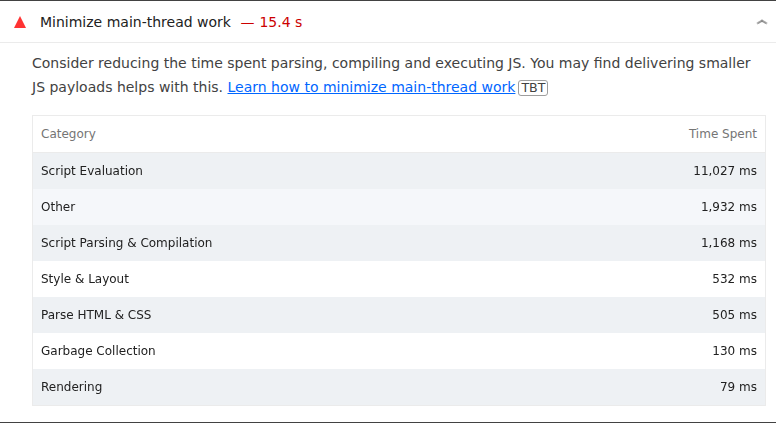 Minimize main-thread work — 15.4 s
Consider reducing the time spent parsing, compiling and executing JS. You may find delivering smaller
JS payloads helps with this. Learn how to minimize main-thread work TBT
Category Time Spent
Script Evaluation 11,027 ms
Other 1,932 ms
Script Parsing & Compilation 1,168 ms
Style & Layout 532 ms
Parse HTML & CSS 505 ms
Garbage Collection 130 ms
Rendering 79 ms